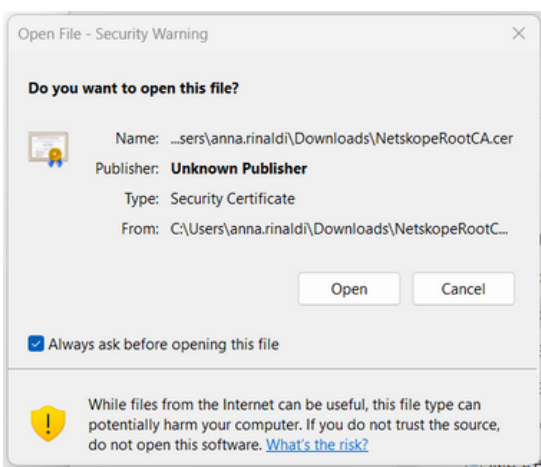 Open File - Security Warning
Do you want to open this file?
Name: ...sers\anna.rinaldi\Downloads\NetskopeRootCA.cer
Publisher: Unknown Publisher
Type: Security Certificate
From: C:\Users\anna.rinaldi\Downloads\NetskopeRootC...
Open Cancel
Always ask before opening this file
While files from the Internet can be useful, this file type can
potentially harm your computer. If you do not trust the source,
do not open this software. What's the risk?